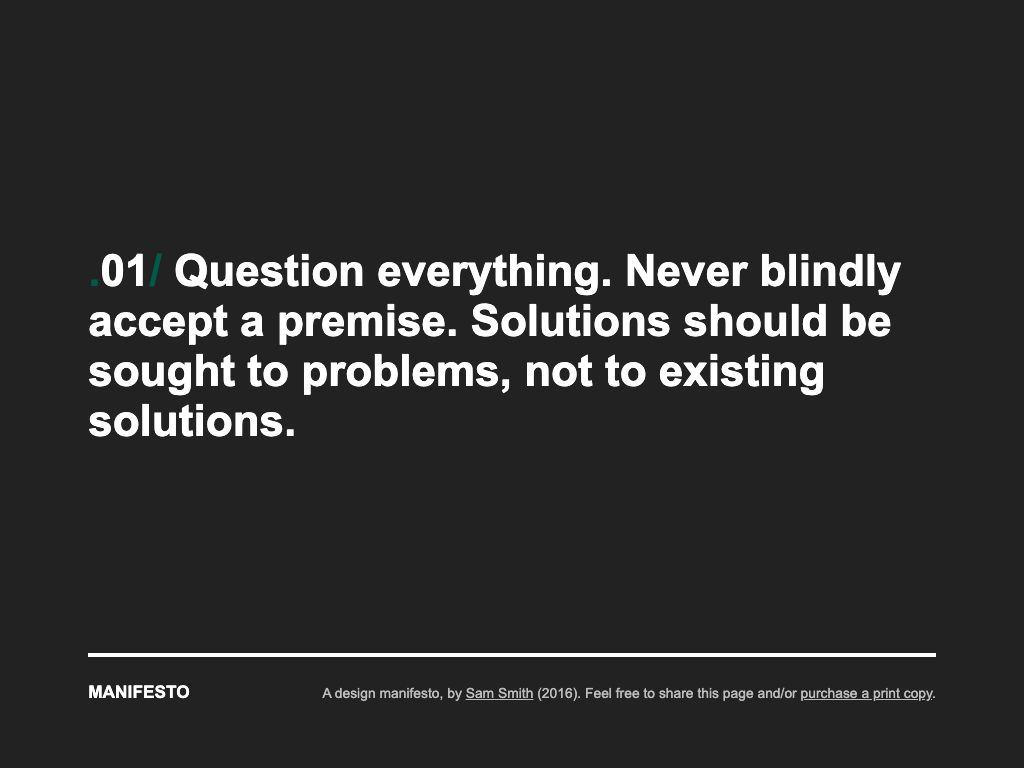 .01/ Question everything. Never blindly
accept a premise. Solutions should be
sought to problems, not to existing
solutions.
MANIFESTO
A design manifesto, by Sam Smith (2016). Feel free to share this page and/or purchase a print copy.